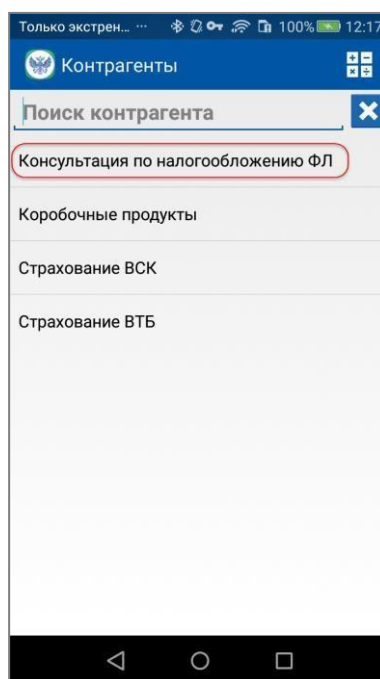 Только экстрен... ... 100% 12:17
Контрагенты
Поиск контрагента
Консультация по налогообложению ФЛ
Коробочные продукты
Страхование ВСК
Страхование ВТБ